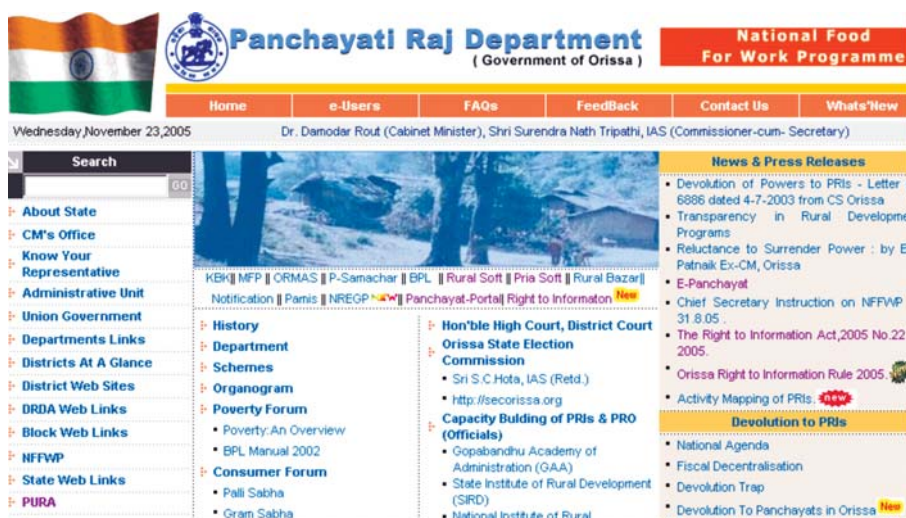 Panchayati Raj Department
( Government of Orissa )
National Food
For Work Programme
Home
e-Users
FAQs
FeedBack
Contact Us
Whats'New
Wednesday,November 23,2005
Dr. Damodar Rout (Cabinet Minister), Shri Surendra Nath Tripathi, IAS (Commissioner-cum- Secretary)
Search
GO
About State
CM's Office
Know Your
Representative
Administrative Unit
Union Government
Departments Links
Districts At A Glance
District Web Sites
DRDA Web Links
Block Web Links
NFFWP
State Web Links
PURA
KBK|| MFP || ORMAS || P-Samachar || BPL || Rural Soft || Pria Soft || Rural Bazar||
Notification || Pamis || NREGP NEW|| Panchayat-Portal| Right to Informaton New
History
Department
Schemes
Organogram
Poverty Forum
Poverty:An Overview
BPL Manual 2002
Consumer Forum
Palli Sabha
Gram Sabha
Hon'ble High Court, District Court
Orissa State Election
Commission
Sri S.C.Hota, IAS (Retd.)
http://secorissa.org
Capacity Bulding of PRIs & PRO
(Officials)
Gopabandhu Academy of
Administration (GAA)
State Institute of Rural Development
(SIRD)
National Institute of Rural
News & Press Releases
Devolution of Powers to PRIs - Letter
6886 dated 4-7-2003 from CS Orissa
Transparency in Rural Developme
Programs
Reluctance to Surrender Power : by B
Patnaik Ex-CM, Orissa
E-Panchayat
Chief Secretary Instruction on NFFWP
31.8.05 .
The Right to Information Act,2005 No.22
2005.
Orissa Right to Information Rule 2005.
Activity Mapping of PRIs. new
Devolution to PRIs
National Agenda
Fiscal Decentralisation
Devolution Trap
Devolution To Panchayats in Orissa New